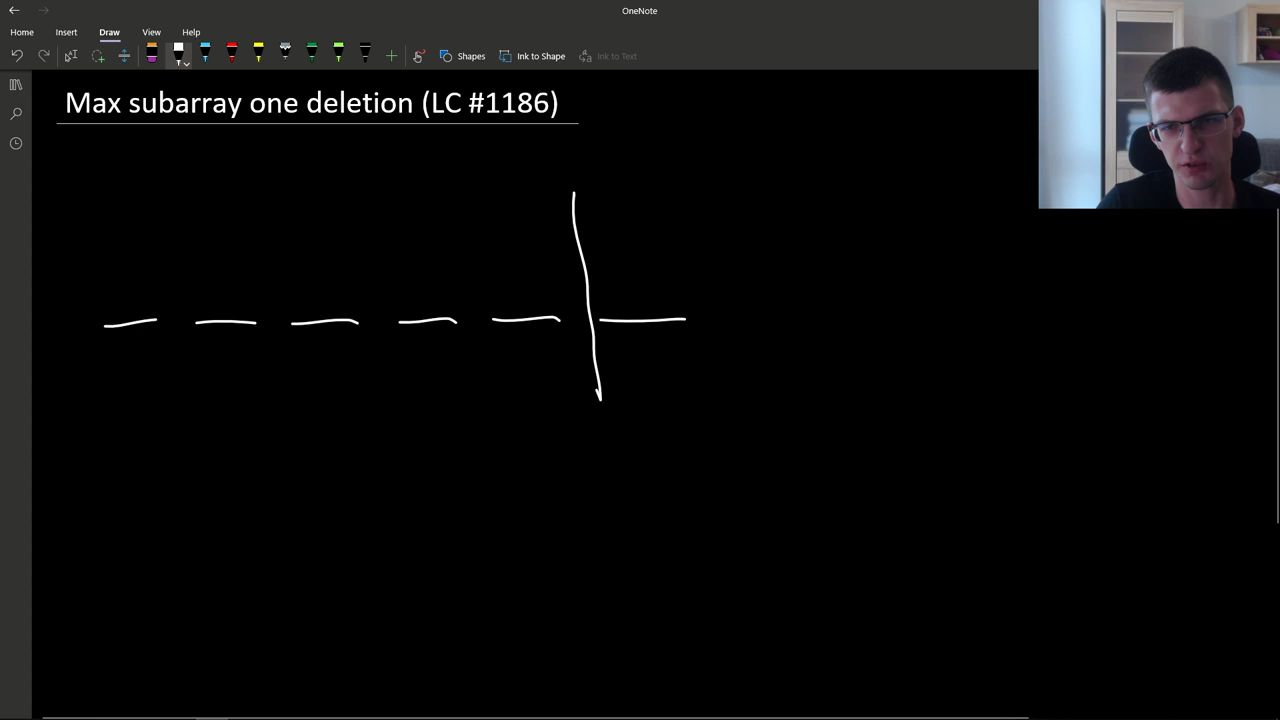 OneNote
Home Insert Draw View Help
Shapes Ink to Shape Ink to Text
Max subarray one deletion (LC #1186)